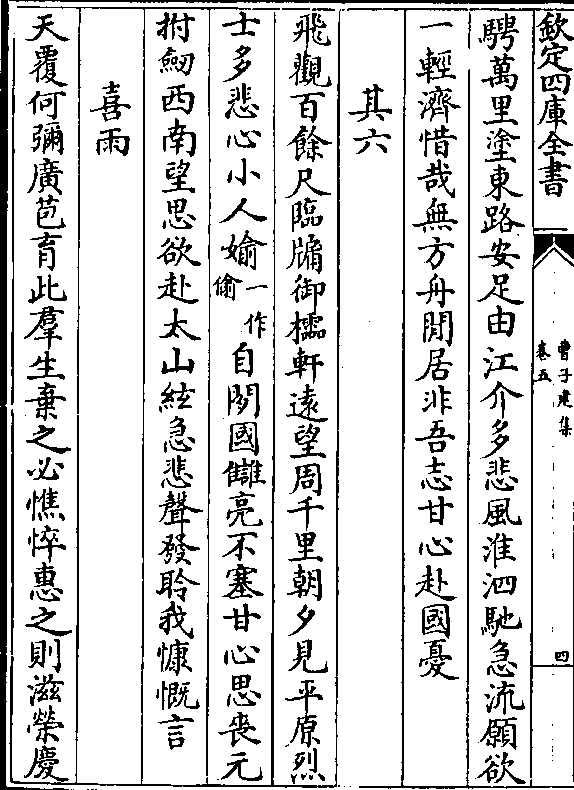 欽定四庫全書
曹子建集
卷五
四
騁萬里塗東路安足由江介多悲風淮泗馳急流願欲
一輕濟惜哉無方舟閒居非吾志甘心赴國憂
其六
飛觀百餘尺臨牖御櫺軒遠望周千里朝夕見平原烈
士多悲心小人婾一作偷自閒國讎亮不塞甘心思喪元
拊劒西南望思欲赴太山絃急悲聲發聆我慷慨言
喜雨
天覆何彌廣苞育此羣生棄之必憔悴惠之則滋榮慶